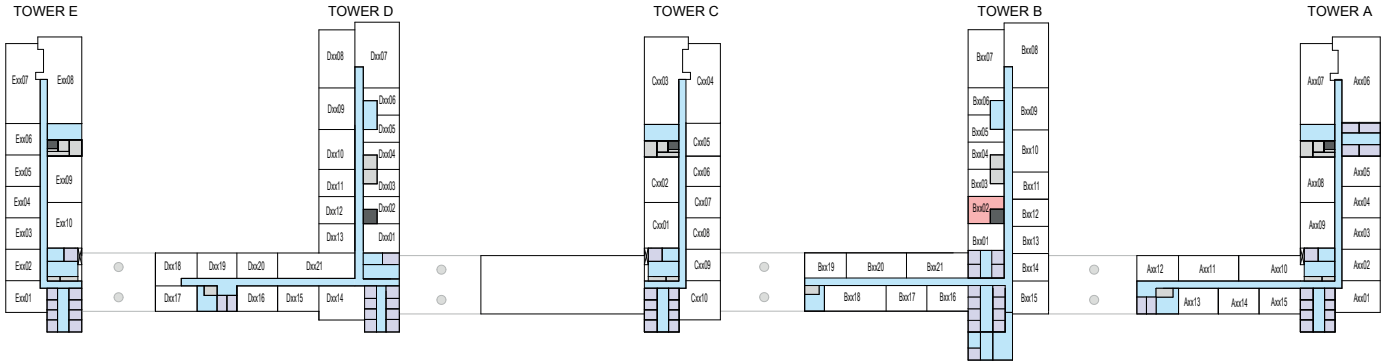 TOWER E
TOWER D
TOWER C
TOWER B
TOWER A
Exx07
Exx08
Exx06
Exx05
Exx09
Exx04
Exx03
Exx10
Exx02
Exx01
Dxx08
Dxx07
Dxx09
Dxx06
Dxx05
Dxx10
Dxx04
Dxx11
Dxx03
Dxx12
Dxx02
Dxx13
Dxx01
Dxx18
Dxx19
Dxx20
Dxx21
Dxx17
Dxx16
Dxx15
Dxx14
Cxx03
Cxx04
Cxx05
Cxx02
Cxx06
Cxx07
Cxx01
Cxx08
Cxx09
Cxx10
Bxx07
Bxx08
Bxx06
Bxx09
Bxx05
Bxx04
Bxx10
Bxx03
Bxx11
Bxx02
Bxx12
Bxx01
Bxx13
Bxx19
Bxx20
Bxx21
Bxx14
Bxx18
Bxx17
Bxx16
Bxx15
Axx07
Axx06
Axx05
Axx08
Axx04
Axx09
Axx03
Axx12
Axx11
Axx10
Axx02
Axx13
Axx14
Axx15
Axx01